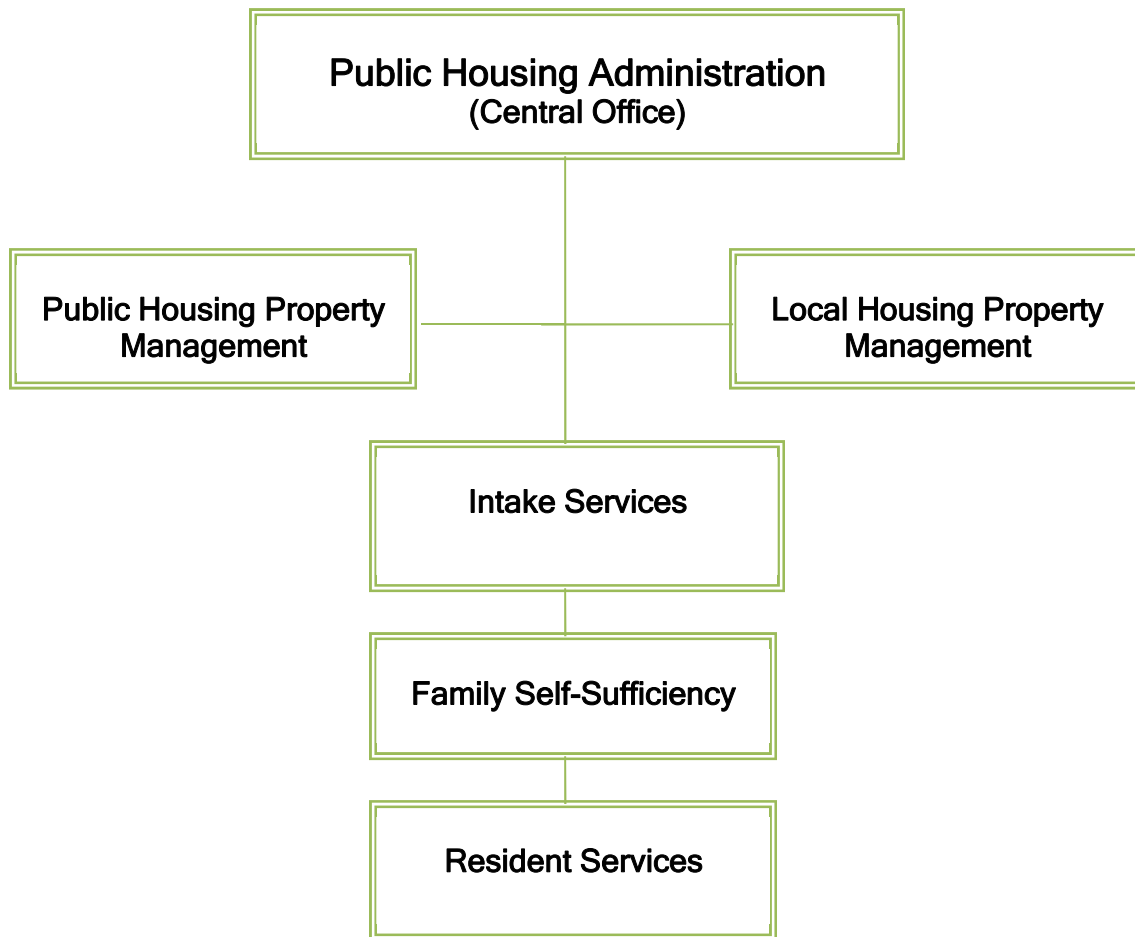 Public Housing Administration
(Central Office)
Public Housing Property
Management
Local Housing Property
Management
Intake Services
Family Self-Sufficiency
Resident Services